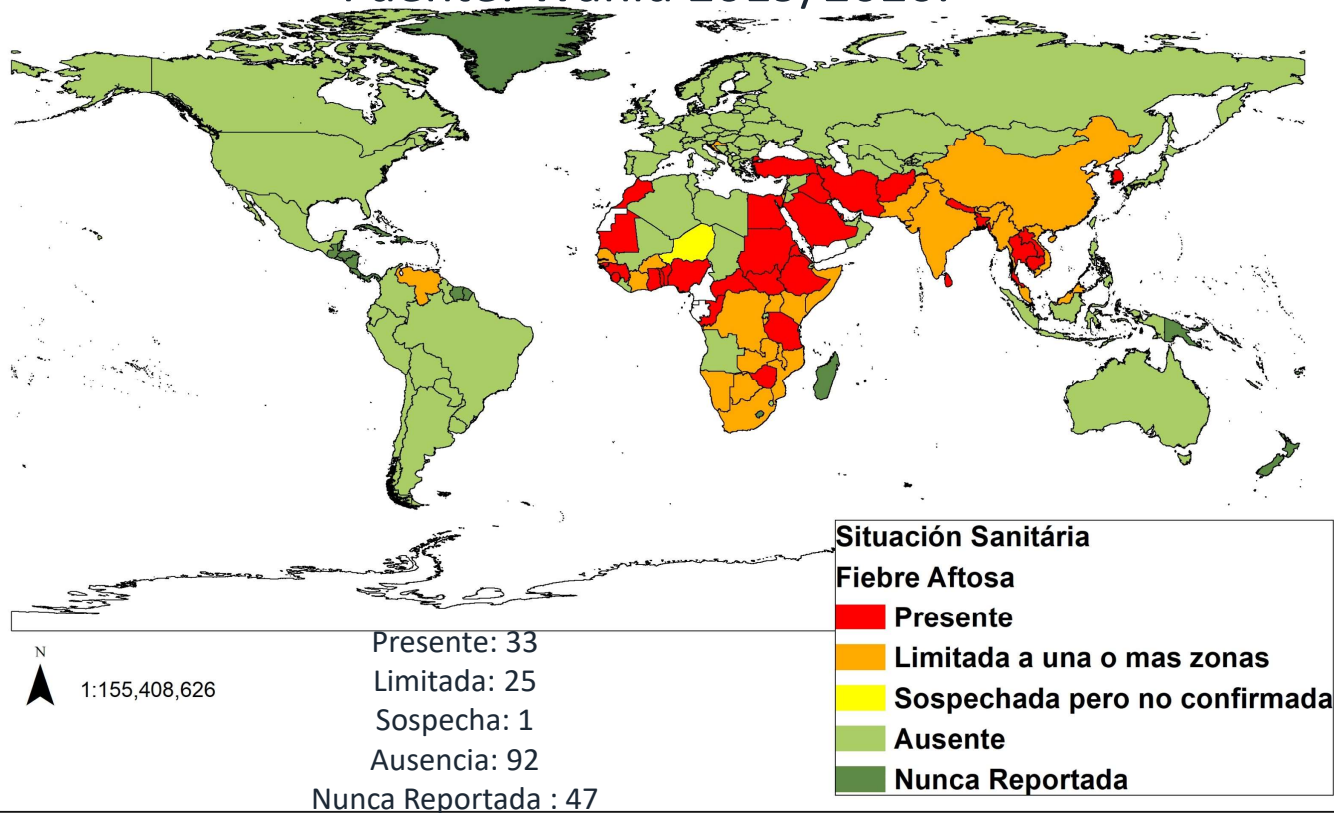 N
1:155,408,626
Presente: 33
Limitada: 25
Sospecha: 1
Ausencia: 92
Nunca Reportada : 47
Situación Sanitária
Fiebre Aftosa
Presente
Limitada a una o mas zonas
Sospechada pero no confirmada
Ausente
Nunca Reportada